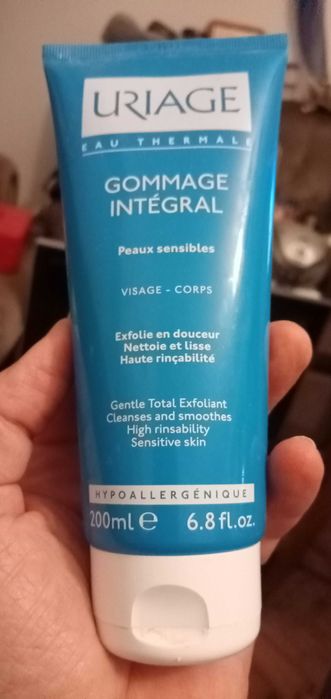 URIAGE
EAU THERMALE
GOMMAGE
INTÉGRAL
Peaux sensibles
VISAGE - CORPS
Exfolie en douceur
Nettoie et lisse
Haute rinçabilité
Gentle Total Exfoliant
Cleanses and smoothes
High rinsability
Sensitive skin
HYPOALLERGÉNIQUE
200ml ℮ 6.8 fl.oz.